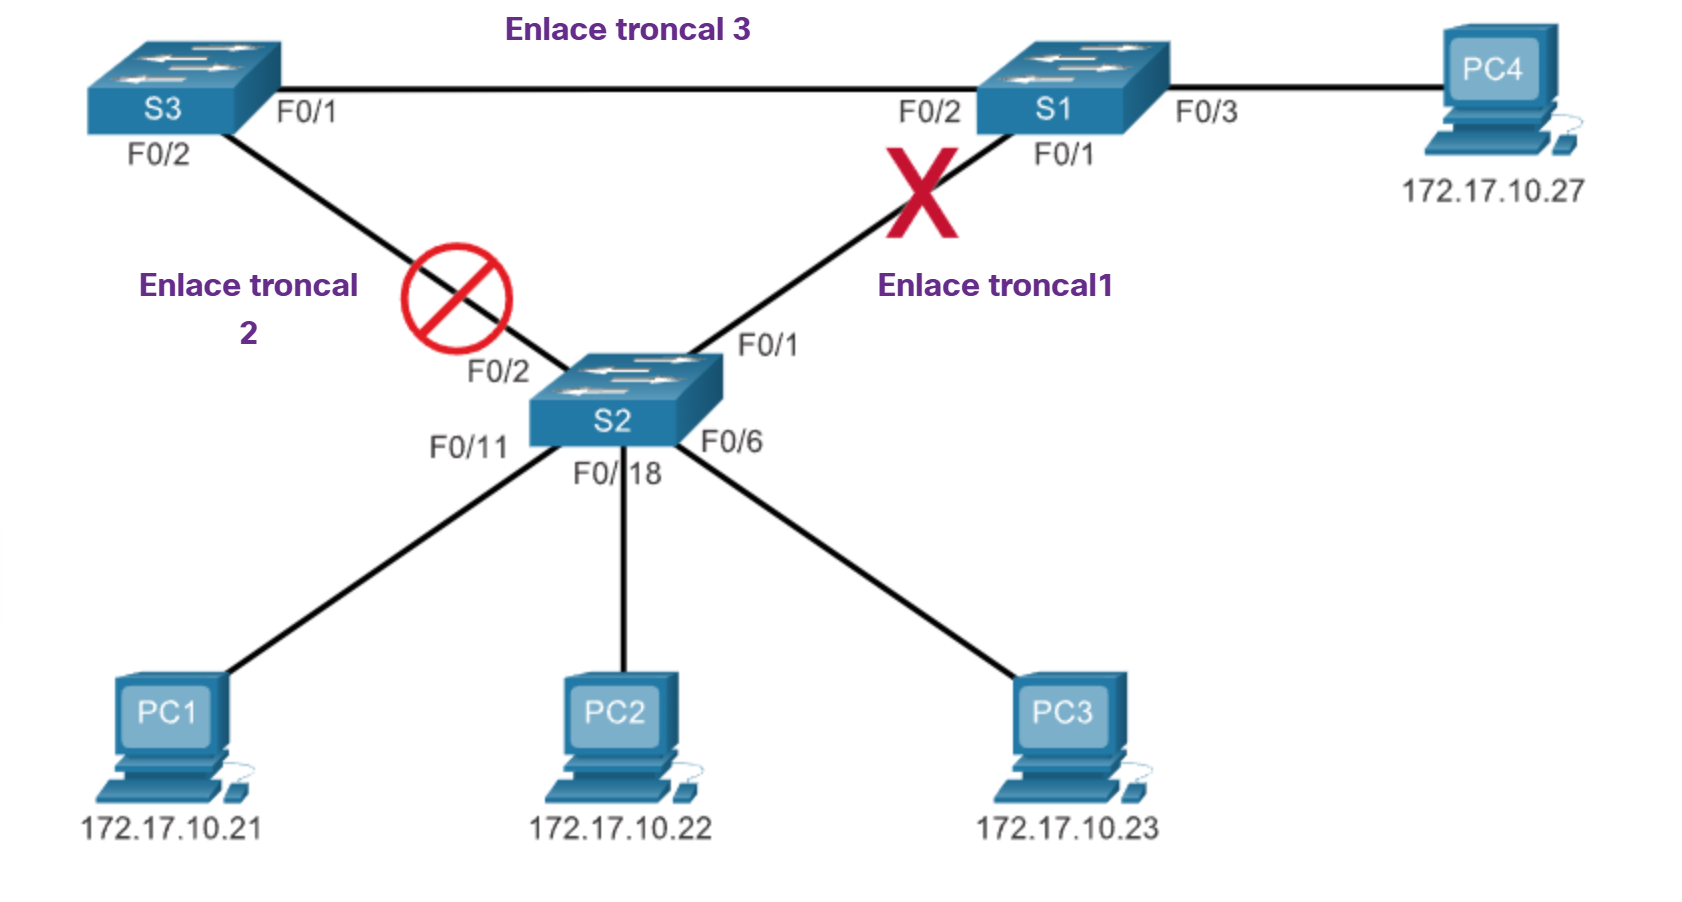 Enlace troncal 3
S3
F0/1
F0/2
S1
F0/3
PC4
F0/2
F0/1
172.17.10.27
Enlace troncal
2
Enlace troncal1
F0/2
F0/1
S2
F0/11
F0/18
F0/6
PC1
PC2
PC3
172.17.10.21
172.17.10.22
172.17.10.23